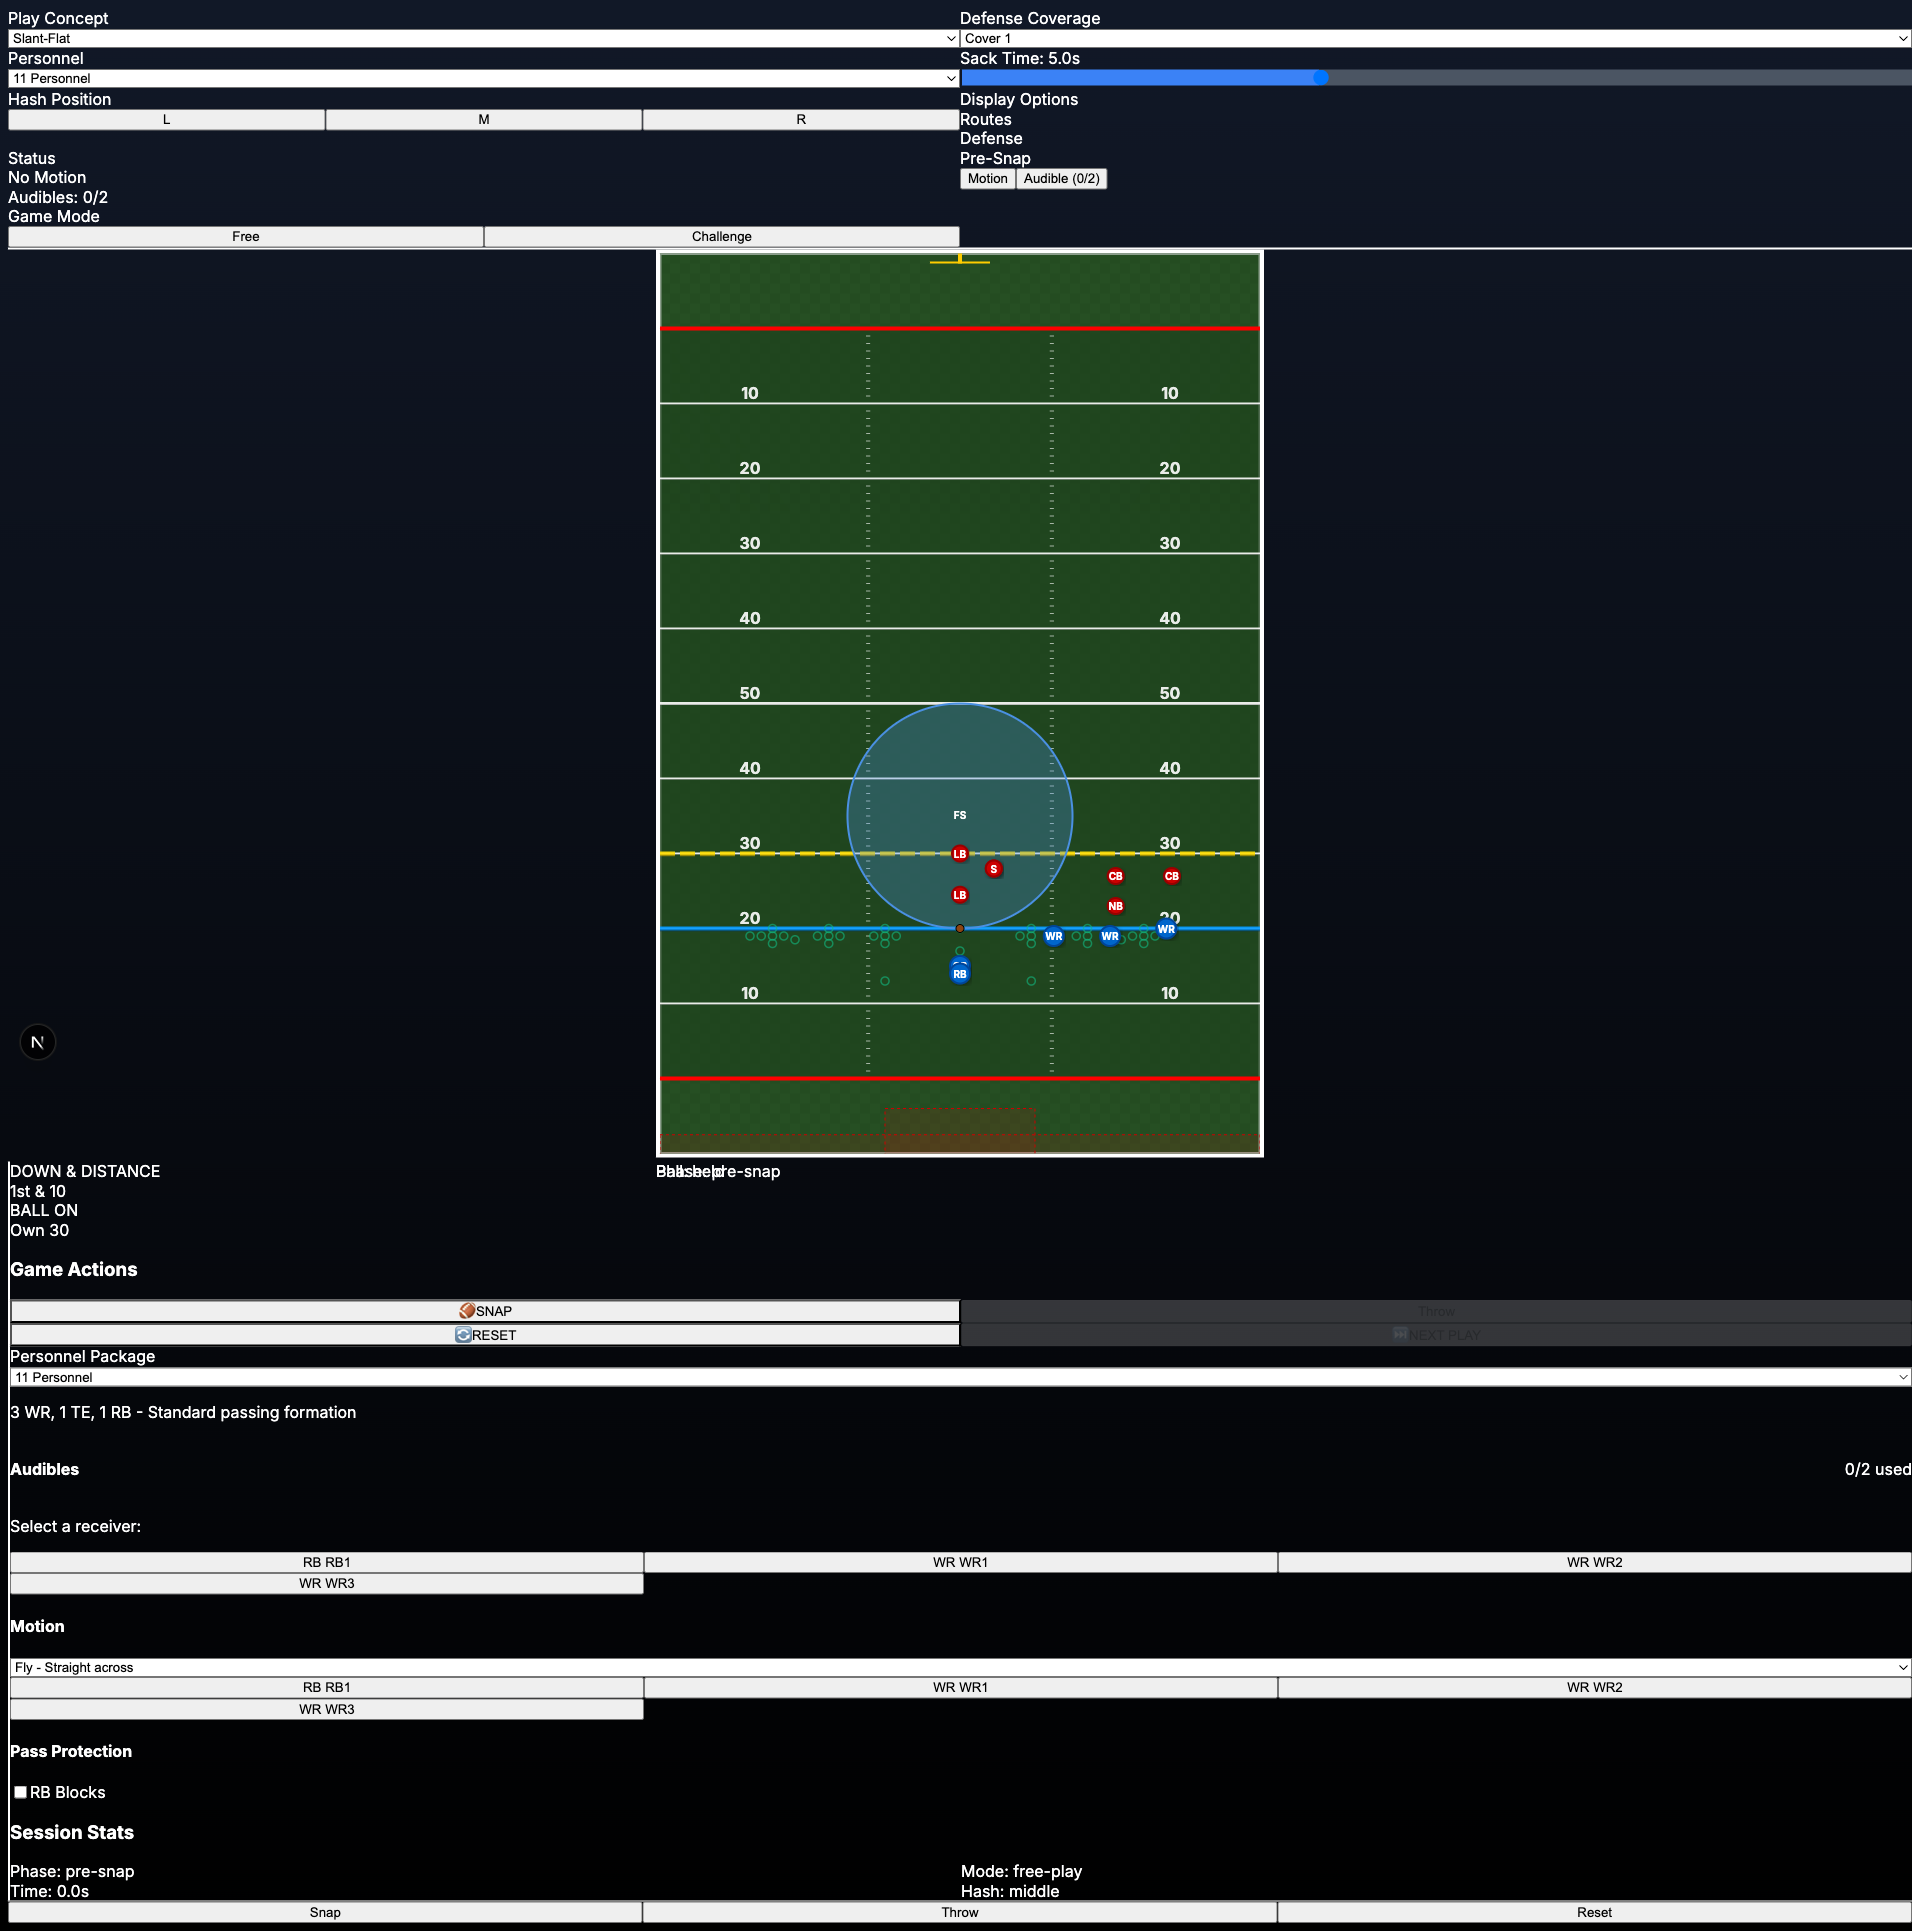 Play Concept
Slant-Flat
Personnel
11 Personnel
Hash Position
L M R
Status
No Motion
Audibles: 0/2
Game Mode
Free Challenge
Defense Coverage
Cover 1
Sack Time: 5.0s
Display Options
Routes
Defense
Pre-Snap
Motion Audible (0/2)
10 10
20 20
30 30
40 40
50 50
40 40
FS
30 30
LB
S
CB CB
LB
NB
20 20
WR WR WR
RB
10 10
N
DOWN & DISTANCE
1st & 10
BALL ON
Own 30
Game Actions
SNAP Throw
RESET NEXT PLAY
Personnel Package
11 Personnel
3 WR, 1 TE, 1 RB - Standard passing formation
Audibles 0/2 used
Select a receiver:
RB RB1 WR WR1 WR WR2
WR WR3
Motion
Fly - Straight across
RB RB1 WR WR1 WR WR2
WR WR3
Pass Protection
RB Blocks
Session Stats
Phase: pre-snap Mode: free-play
Time: 0.0s Hash: middle
Snap Throw Reset